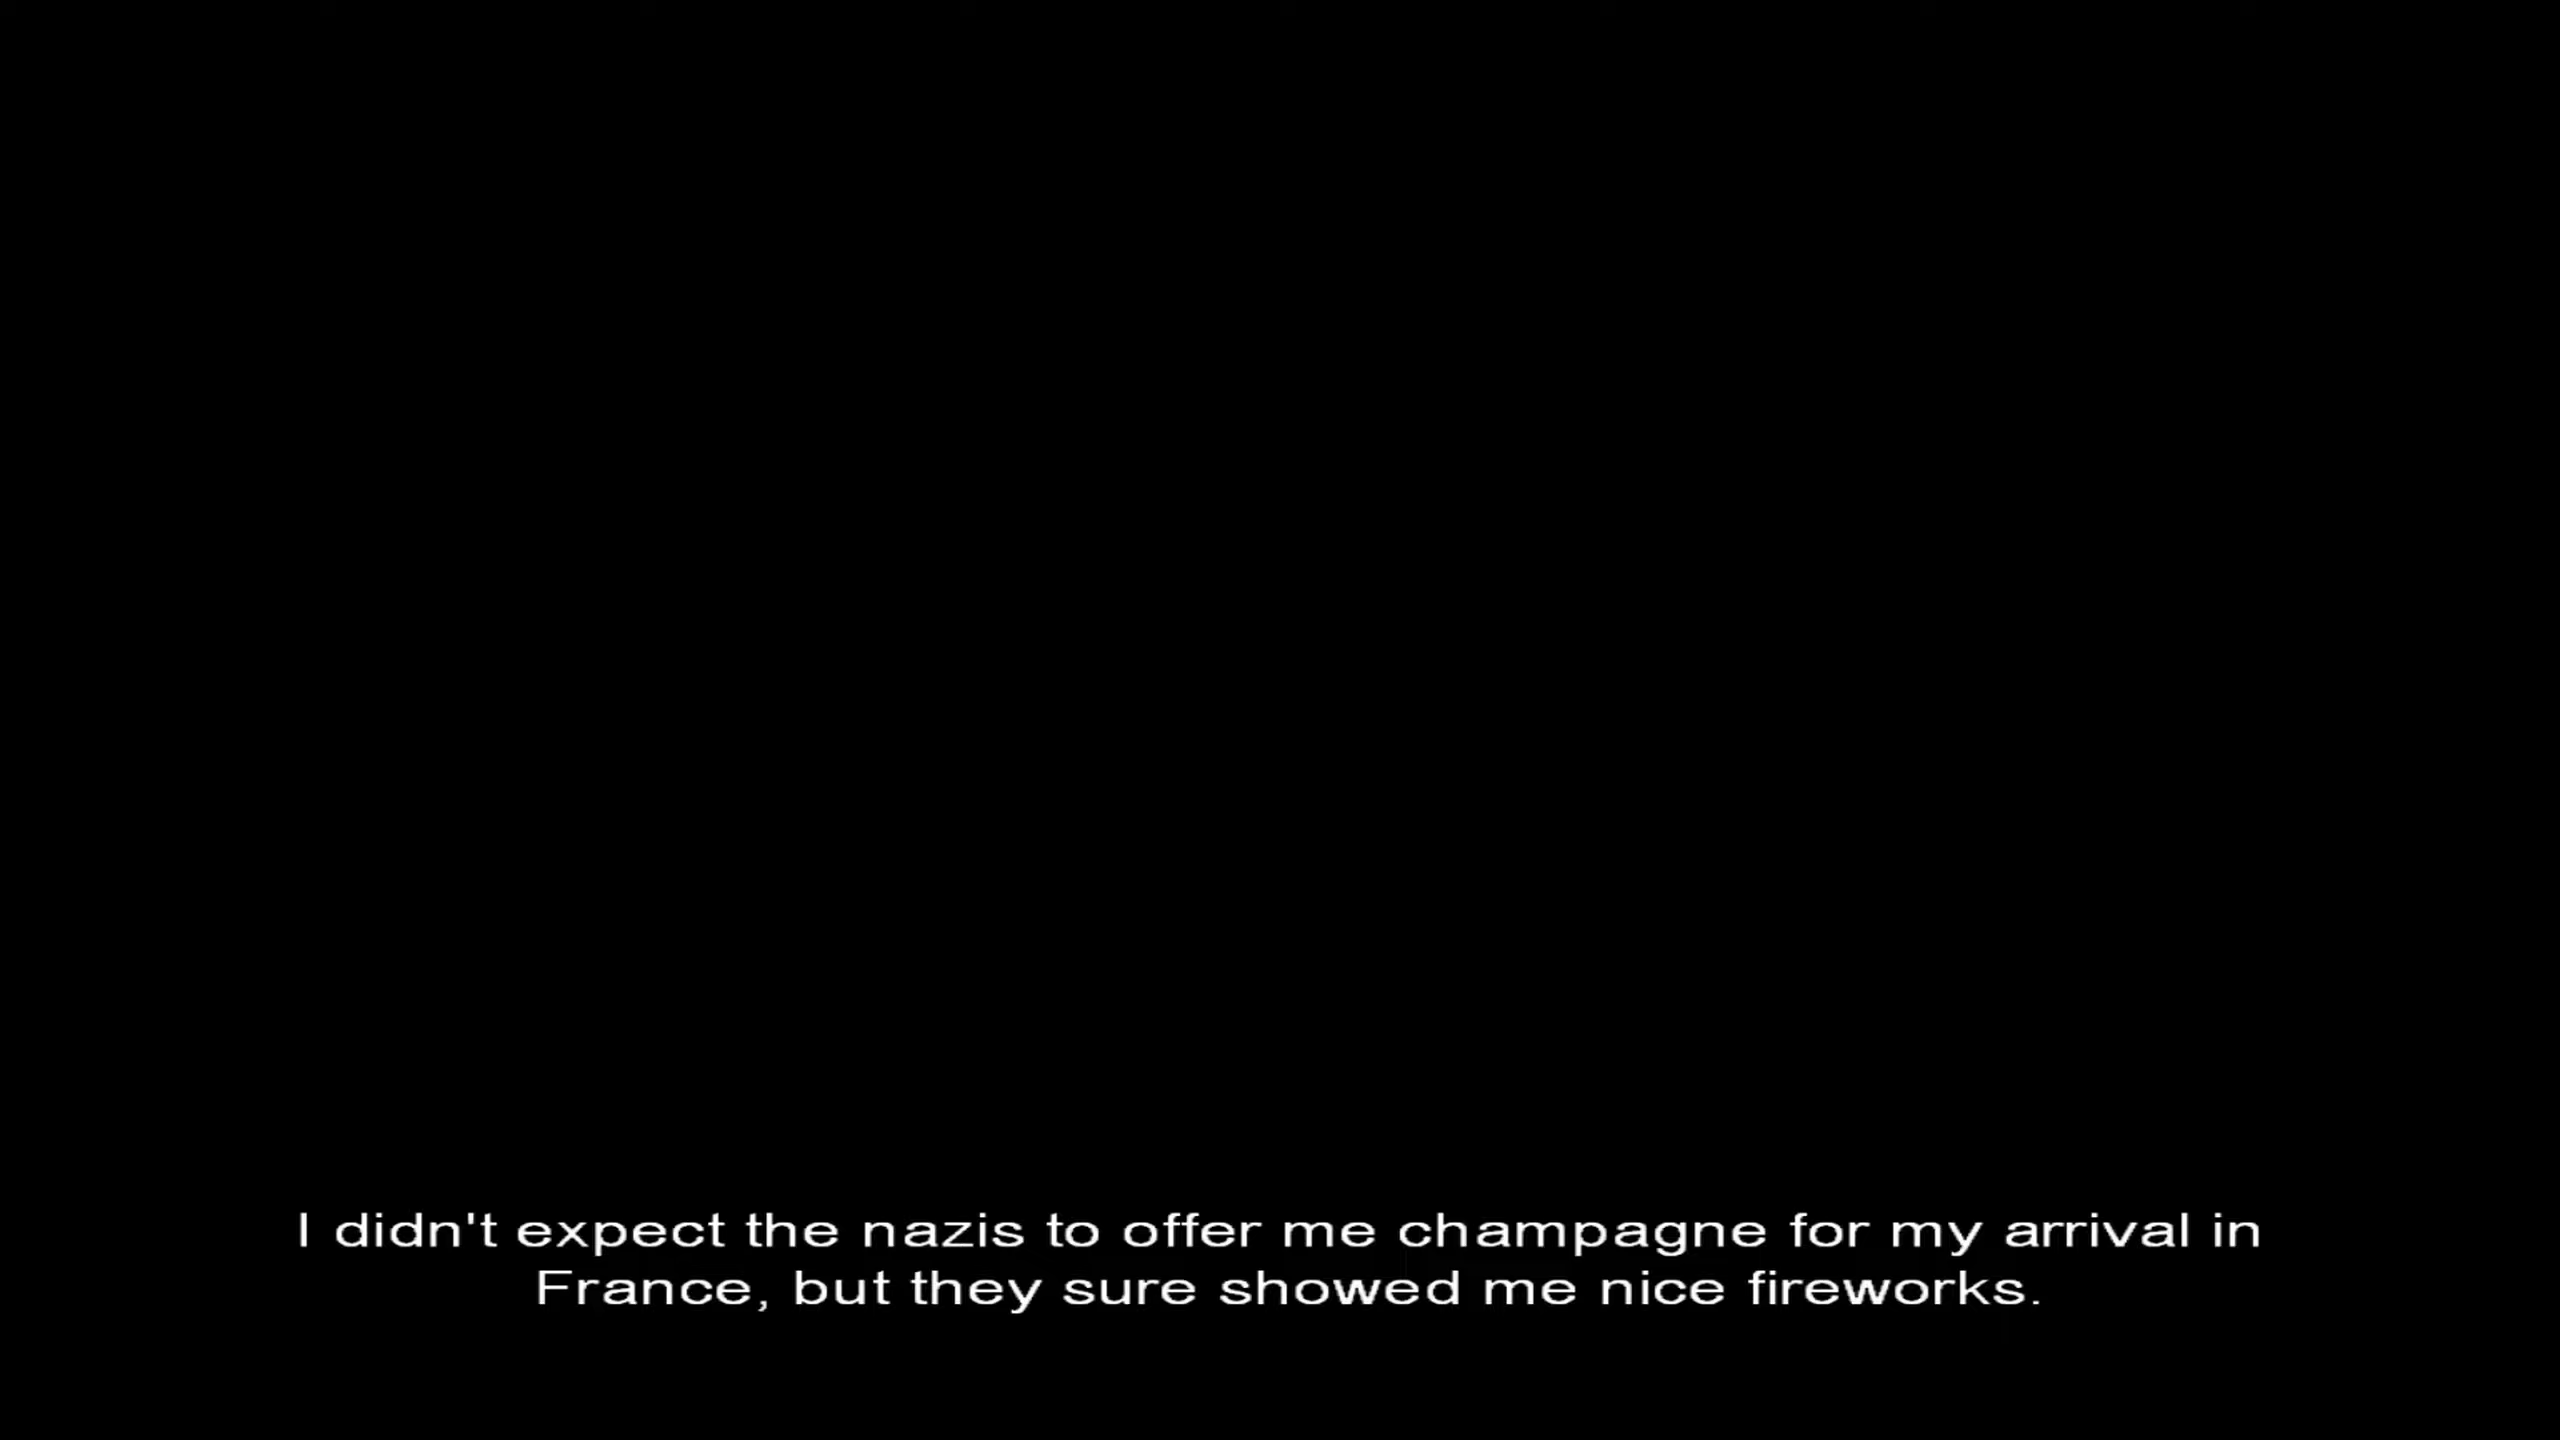 I didn't expect the nazis to offer me champagne for my arrival in
France, but they sure showed me nice fireworks.